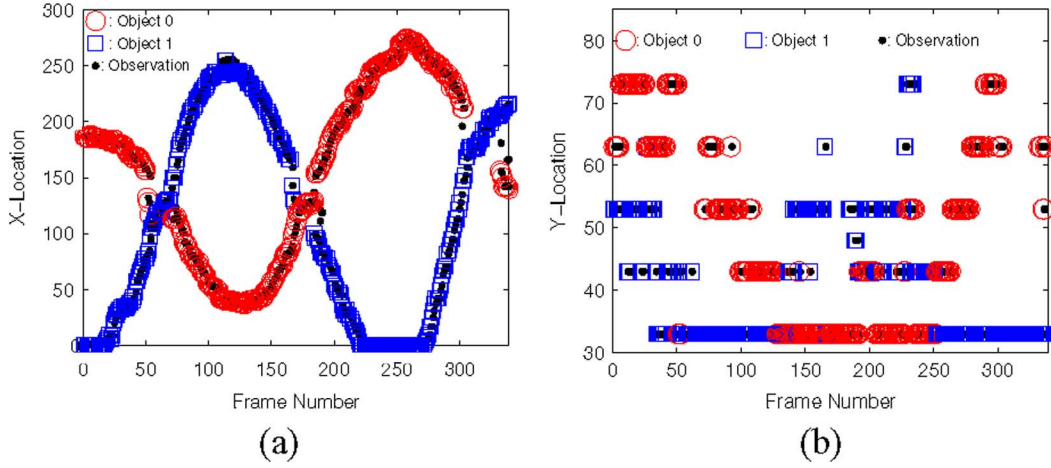 300
250
200
150
100
50
0
: Object 0
: Object 1
: Observation
X-Location
0 50 100 150 200 250 300
Frame Number
(a)
80
70
60
50
40
30
: Object 0 : Object 1 : Observation
Y-Location
0 50 100 150 200 250 300
Frame Number
(b)